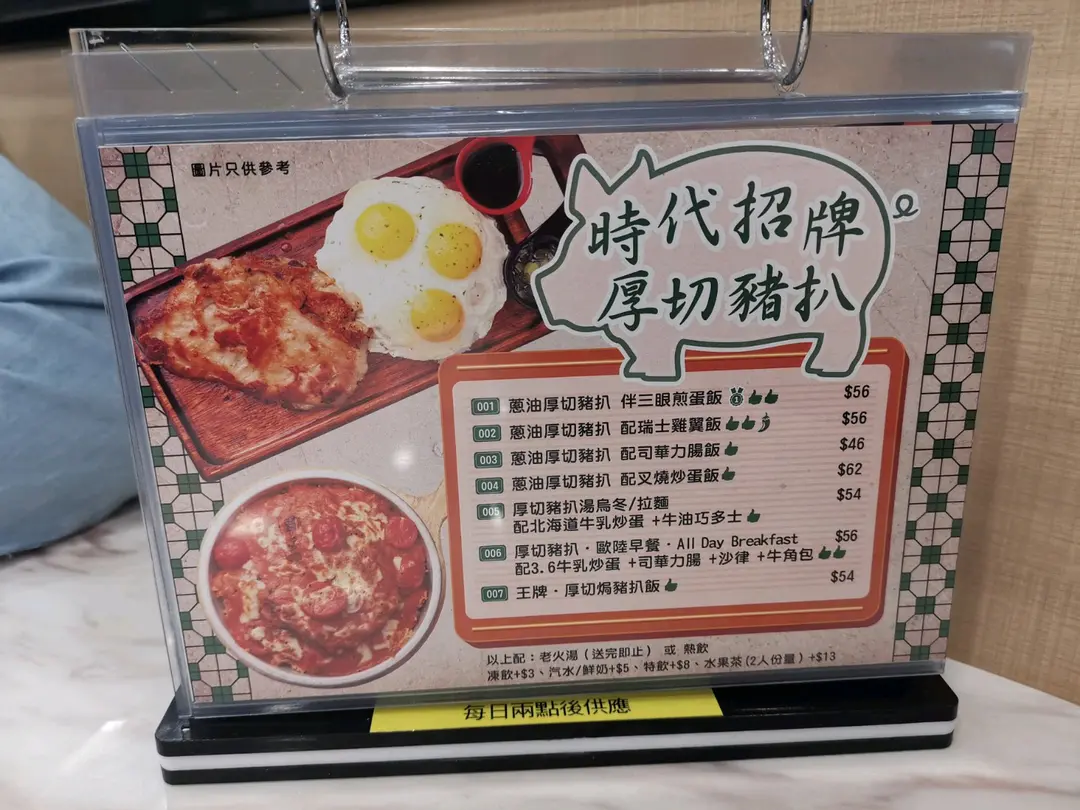 圖片只供參考
時代招牌
厚切豬扒
001 蔥油厚切豬扒 伴三眼煎蛋飯 $56
002 蔥油厚切豬扒 配瑞士雞翼飯 $56
003 蔥油厚切豬扒 配司華力腸飯 $46
004 蔥油厚切豬扒 配叉燒炒蛋飯 $62
005 厚切豬扒湯烏冬/拉麵 $54
配北海道牛乳炒蛋 +牛油巧多士
006 厚切豬扒．歐陸早餐．All Day Breakfast $56
配3.6牛乳炒蛋 +司華力腸 +沙律 +牛角包
007 王牌．厚切焗豬扒飯 $54
以上配：老火湯（送完即止） 或 熱飲
凍飲+$3、汽水/鮮奶+$5、特飲+$8、水果茶(2人份量)+$13
每日兩點後供應